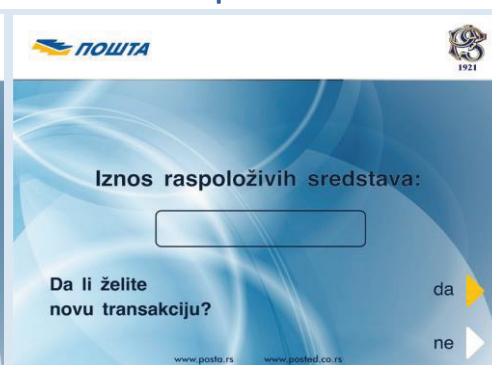 ПОШТА
1921
Iznos raspoloživih sredstava:
Da li želite
novu transakciju?
da
ne
www.posta.rs www.posted.co.rs